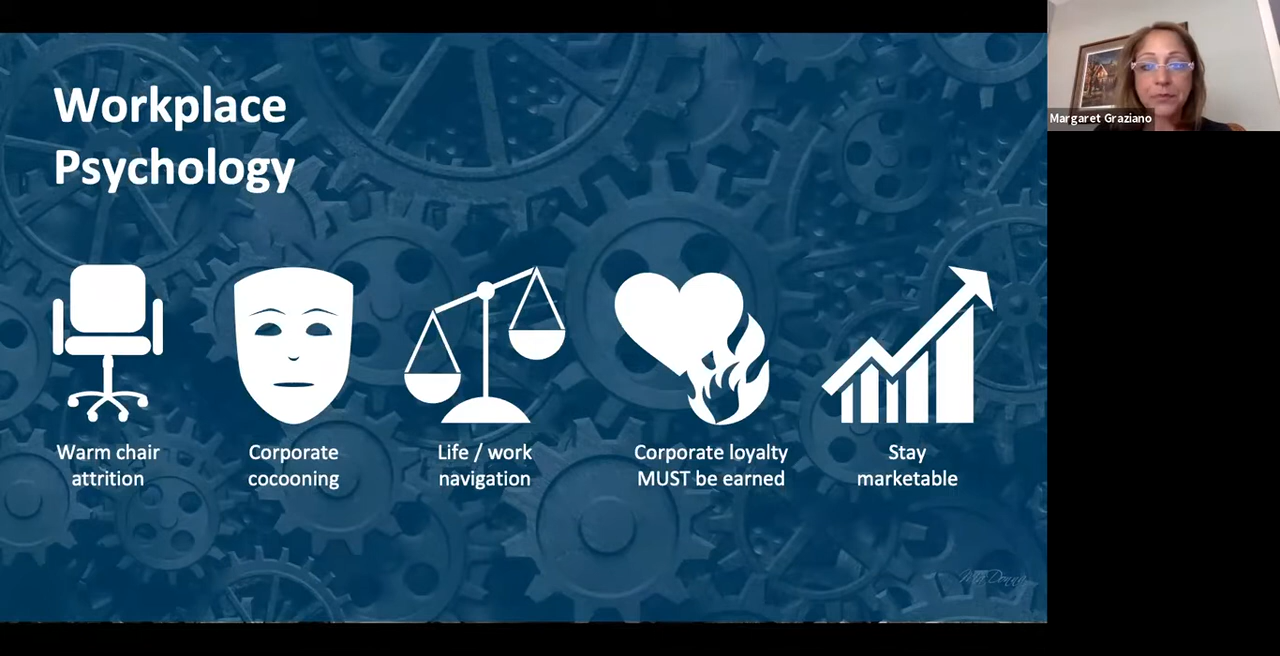 Workplace
Psychology
Margaret Graziano
Warm chair
attrition
Corporate
cocooning
Life / work
navigation
Corporate loyalty
MUST be earned
Stay
marketable